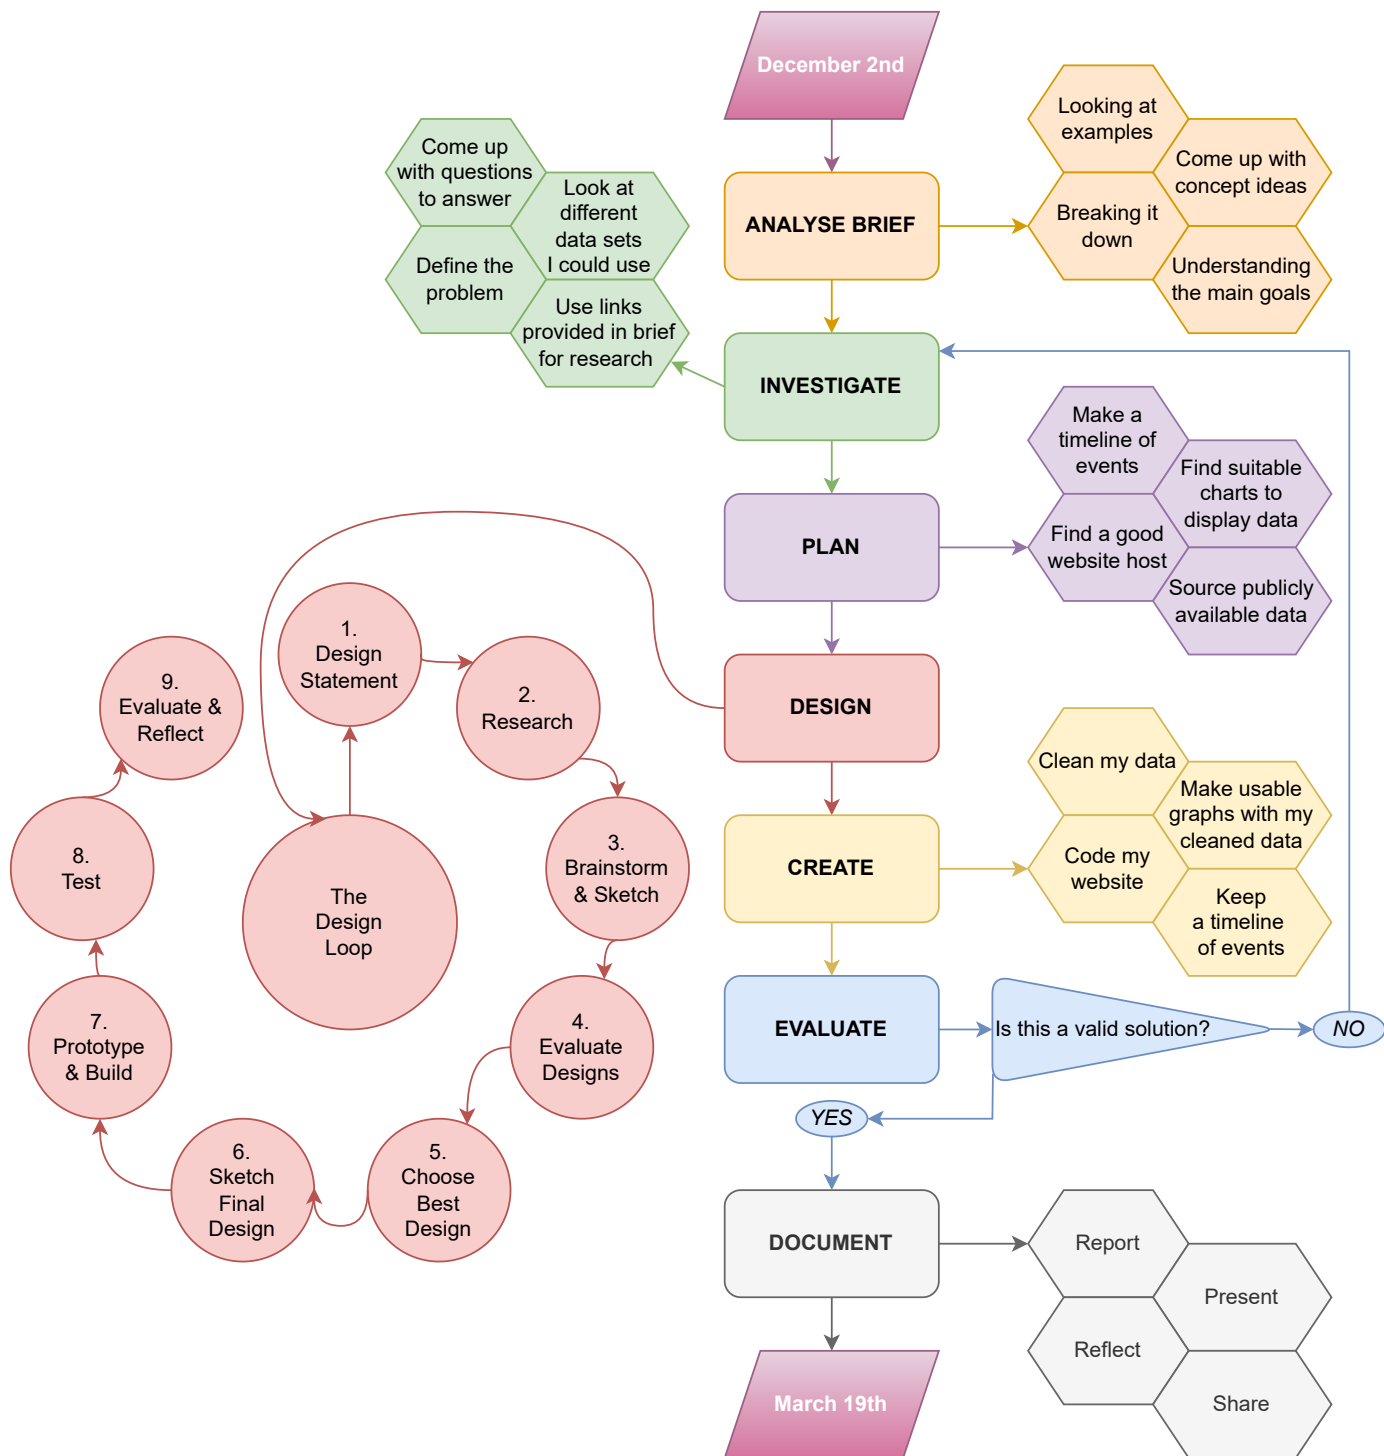 December 2nd
Looking at
examples
Come up with
concept ideas
Breaking it
down
Understanding
the main goals
ANALYSE BRIEF
Come up
with questions
to answer
Look at
different
data sets
I could use
Define the
problem
Use links
provided in brief
for research
INVESTIGATE
Make a
timeline of
events
Find suitable
charts to
display data
Find a good
website host
Source publicly
available data
PLAN
DESIGN
The
Design
Loop
1.
Design
Statement
2.
Research
3.
Brainstorm
& Sketch
4.
Evaluate
Designs
5.
Choose
Best
Design
6.
Sketch
Final
Design
7.
Prototype
& Build
8.
Test
9.
Evaluate &
Reflect
CREATE
Clean my data
Make usable
graphs with my
cleaned data
Code my
website
Keep
a timeline
of events
EVALUATE
Is this a valid solution?
NO
YES
DOCUMENT
Report
Present
Reflect
Share
March 19th